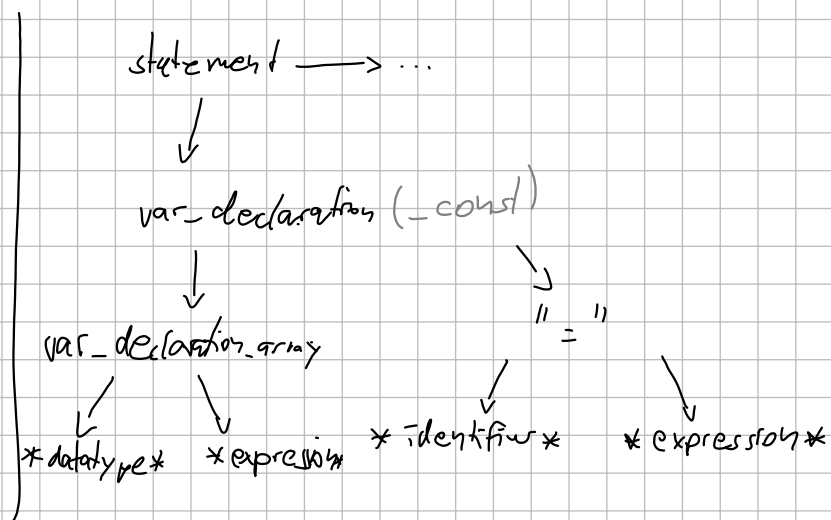 statement ...
var_declaration (_const)
" = "
var_declaration_array
*datatype* *expression* *identifier* *expression*